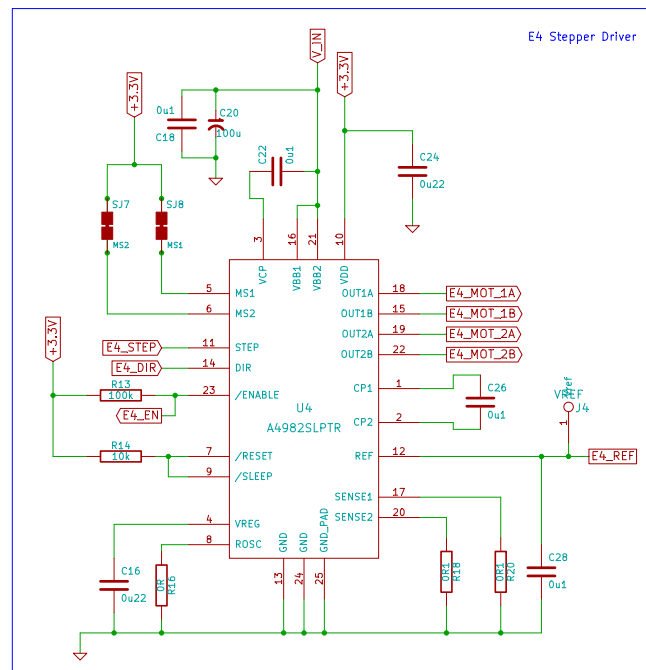 E4 Stepper Driver
V_IN
+3.3V
+3.3V
0u1
C20
100u
C18
C22
0u1
C24
0u22
SJ7
SJ8
MS2
MS1
3
16
21
10
VCP
VBB1
VBB2
VDD
5
MS1
6
MS2
OUT1A
18
E4_MOT_1A
OUT1B
15
E4_MOT_1B
OUT2A
19
E4_MOT_2A
OUT2B
22
E4_MOT_2B
+3.3V
E4_STEP
11
STEP
E4_DIR
14
DIR
R13
100k
23
/ENABLE
E4_EN
CP1
1
C26
0u1
CP2
2
U4
A4982SLPTR
Vref
VREF
J4
1
R14
10k
7
/RESET
9
/SLEEP
REF
12
E4_REF
SENSE1
17
SENSE2
20
4
VREG
8
ROSC
GND
GND
GND_PAD
13
24
25
C16
0u22
0R
R16
0R1
R18
0R1
R20
C28
0u1